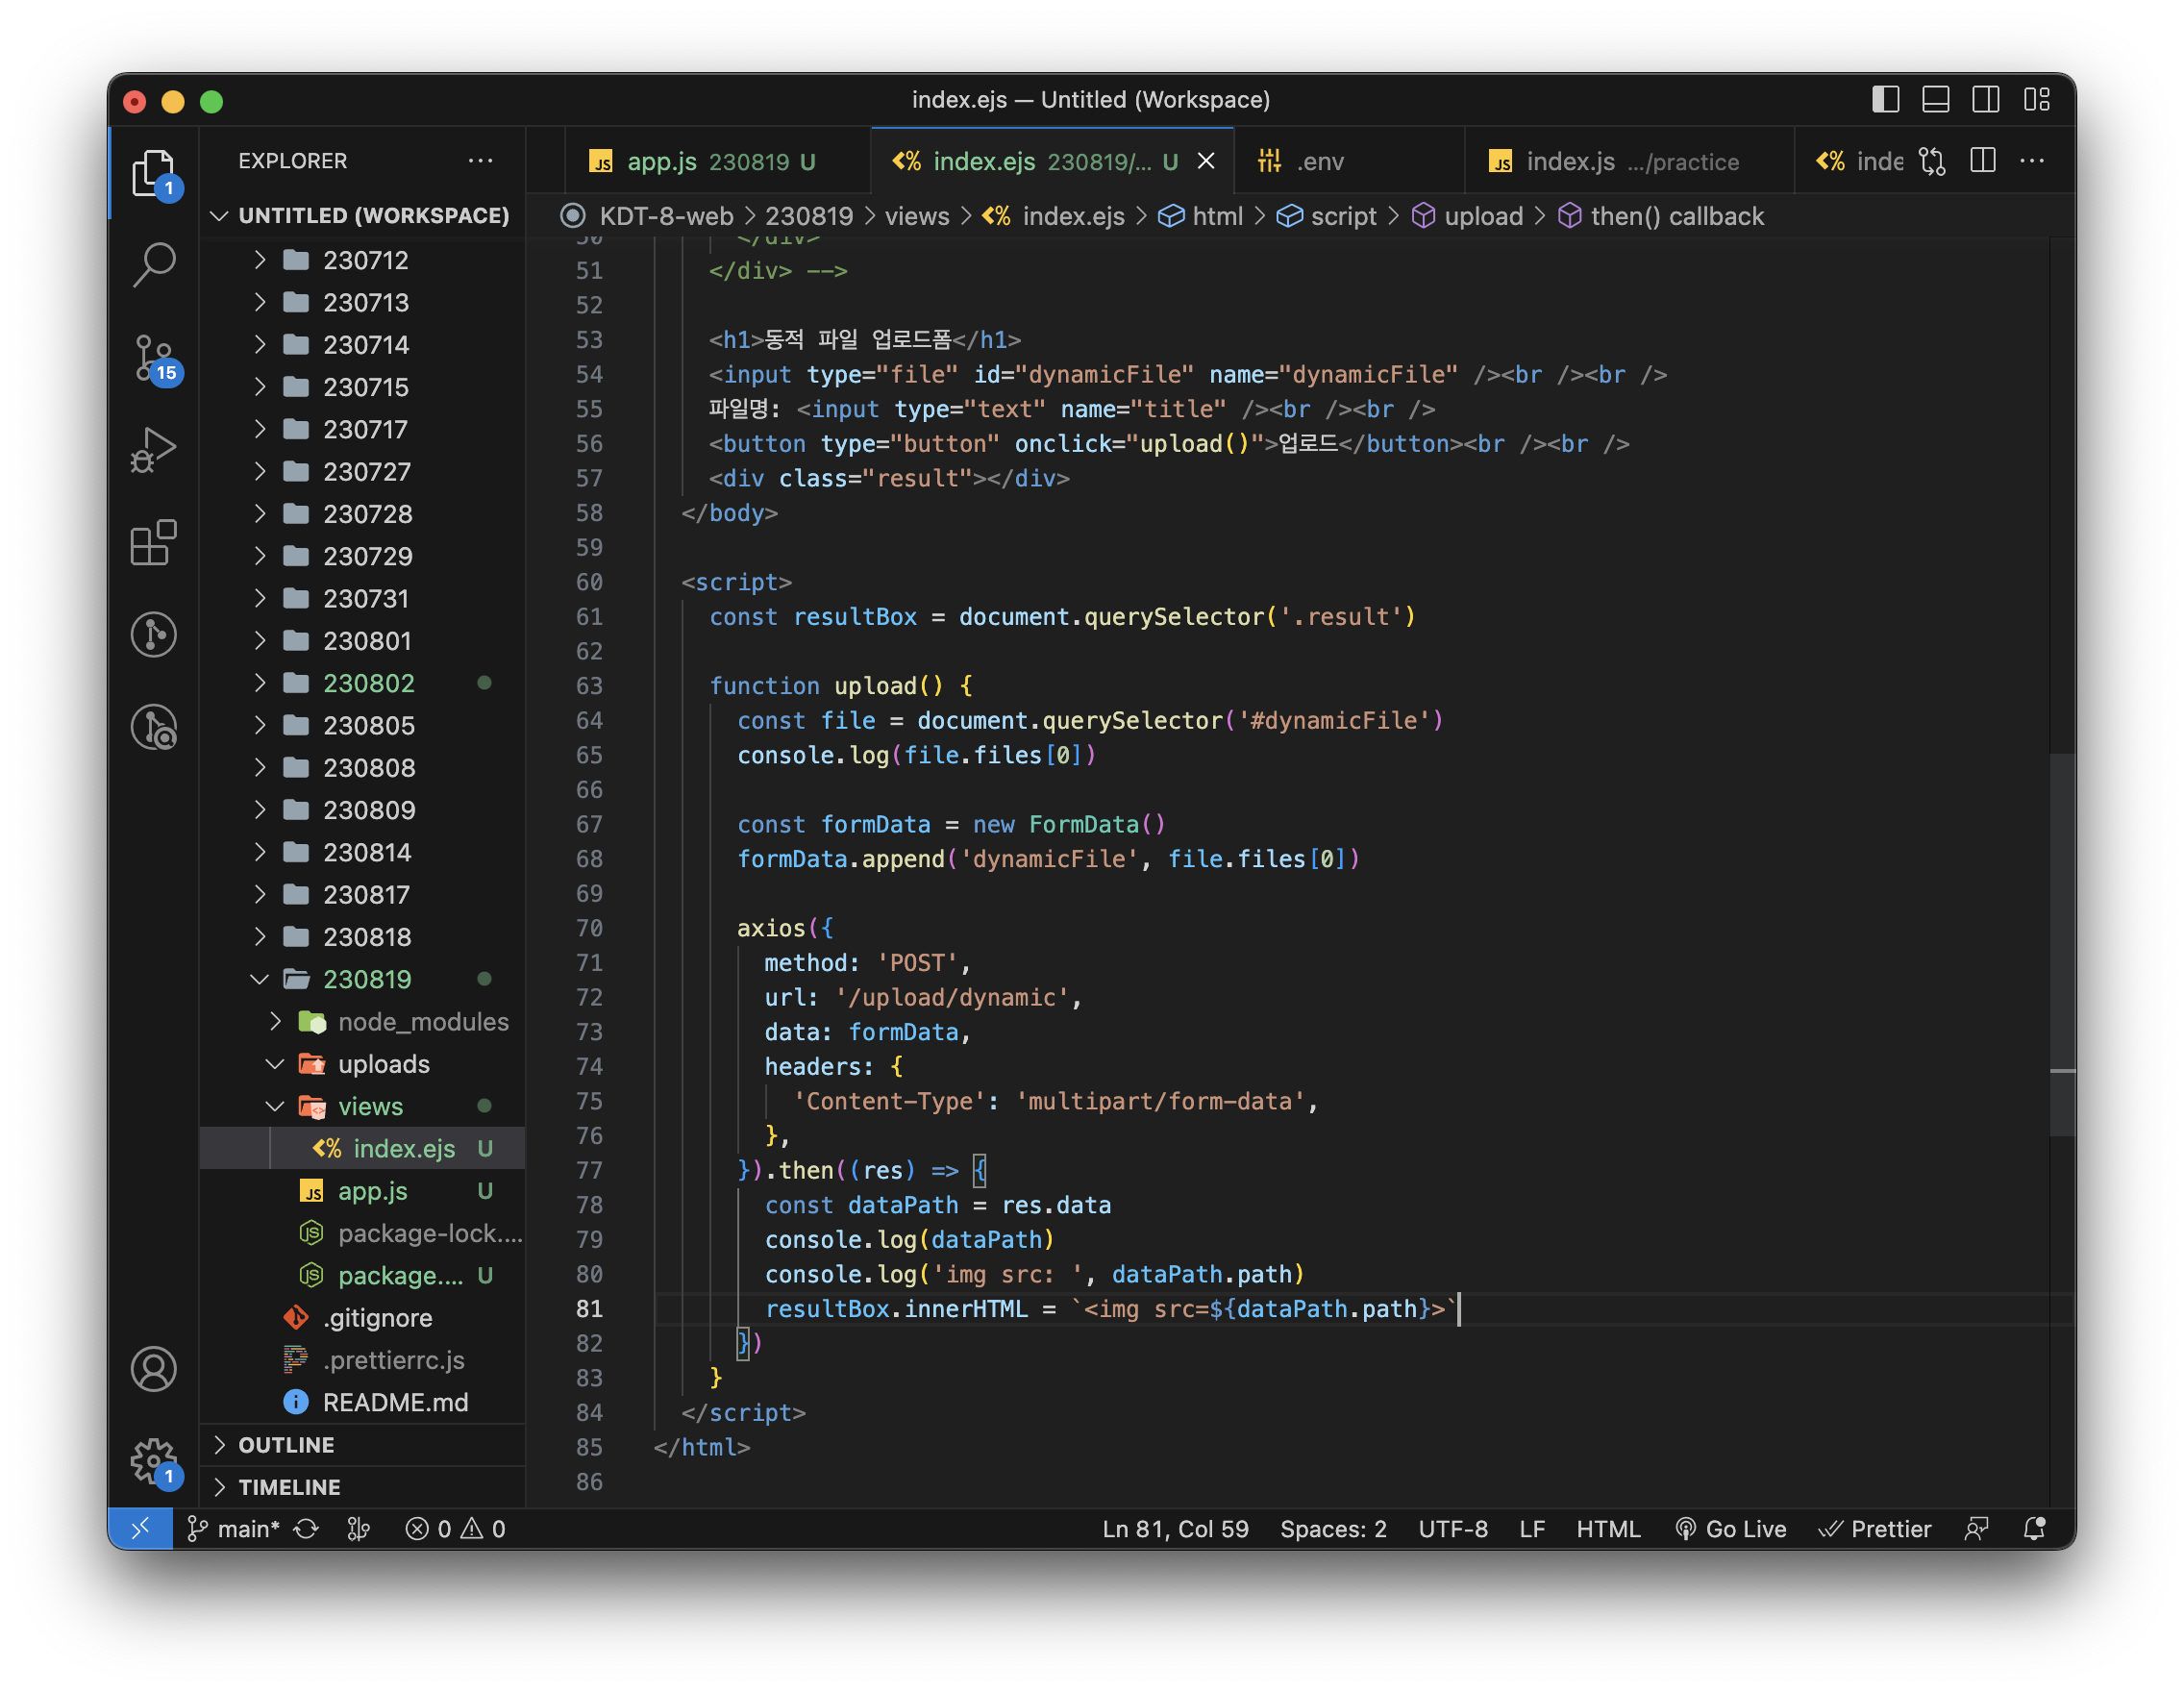 index.ejs — Untitled (Workspace)
EXPLORER
app.js 230819 U
index.ejs 230819/... U
.env
index.js .../practice
inde
1
UNTITLED (WORKSPACE)
KDT-8-web > 230819 > views > index.ejs > html > script > upload > then() callback
230712
230713
230714
230715
230717
230727
230728
230729
230731
230801
230802
230805
230808
230809
230814
230817
230818
230819
node_modules
uploads
views
index.ejs U
app.js U
package-lock....
package.... U
.gitignore
.prettierrc.js
README.md
OUTLINE
TIMELINE
15
1
50 </div>
51 </div> -->
52
53 <h1>동적 파일 업로드폼</h1>
54 <input type="file" id="dynamicFile" name="dynamicFile" /><br /><br />
55 파일명: <input type="text" name="title" /><br /><br />
56 <button type="button" onclick="upload()">업로드</button><br /><br />
57 <div class="result"></div>
58 </body>
59
60 <script>
61 const resultBox = document.querySelector('.result')
62
63 function upload() {
64 const file = document.querySelector('#dynamicFile')
65 console.log(file.files[0])
66
67 const formData = new FormData()
68 formData.append('dynamicFile', file.files[0])
69
70 axios({
71 method: 'POST',
72 url: '/upload/dynamic',
73 data: formData,
74 headers: {
75 'Content-Type': 'multipart/form-data',
76 },
77 }).then((res) => {
78 const dataPath = res.data
79 console.log(dataPath)
80 console.log('img src: ', dataPath.path)
81 resultBox.innerHTML = `<img src=${dataPath.path}>`
82 })
83 }
84 </script>
85 </html>
86
main* 0 0
Ln 81, Col 59 Spaces: 2 UTF-8 LF HTML Go Live Prettier